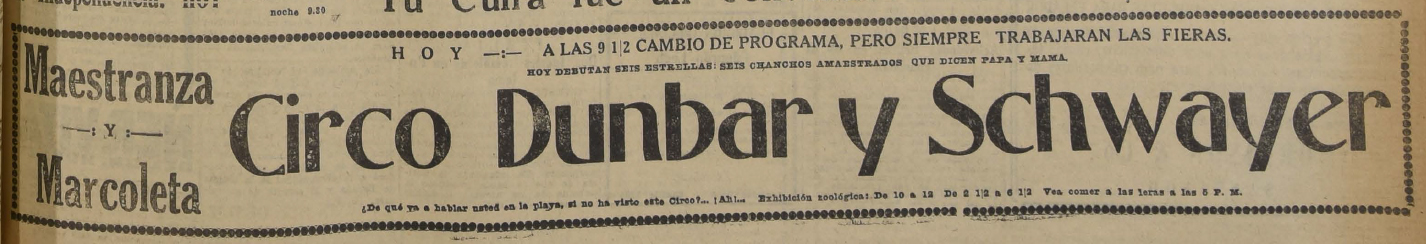 noche 9.30
Maestranza
—: Y :—
Marcoleta
H O Y —:— A LAS 9 1|2 CAMBIO DE PROGRAMA, PERO SIEMPRE TRABAJARAN LAS FIERAS.
HOY DEBUTAN SEIS ESTRELLAS: SEIS CHANCHOS AMAESTRADOS QUE DICEN PAPA Y MAMA.
Circo Dunbar y Schwayer
¿De qué va a hablar usted en la playa, si no ha visto este Circo?... ¡Ah!... Exhibición zoológica: De 10 a 12 De 2 1|2 a 6 1|2 Vea comer a las fieras a las 5 P. M.